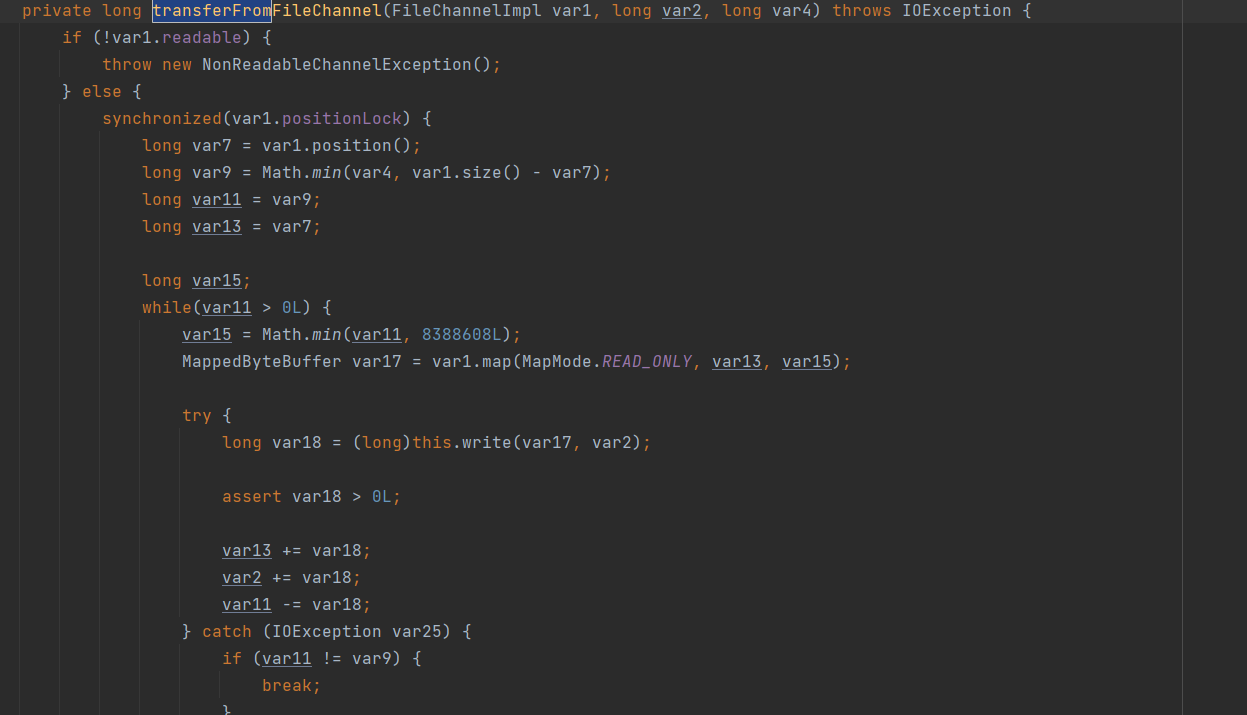 private long transferFromFileChannel(FileChannelImpl var1, long var2, long var4) throws IOException {
if (!var1.readable) {
throw new NonReadableChannelException();
} else {
synchronized(var1.positionLock) {
long var7 = var1.position();
long var9 = Math.min(var4, var1.size() - var7);
long var11 = var9;
long var13 = var7;
long var15;
while(var11 > 0L) {
var15 = Math.min(var11, 8388608L);
MappedByteBuffer var17 = var1.map(MapMode.READ_ONLY, var13, var15);
try {
long var18 = (long)this.write(var17, var2);
assert var18 > 0L;
var13 += var18;
var2 += var18;
var11 -= var18;
} catch (IOException var25) {
if (var11 != var9) {
break;
}